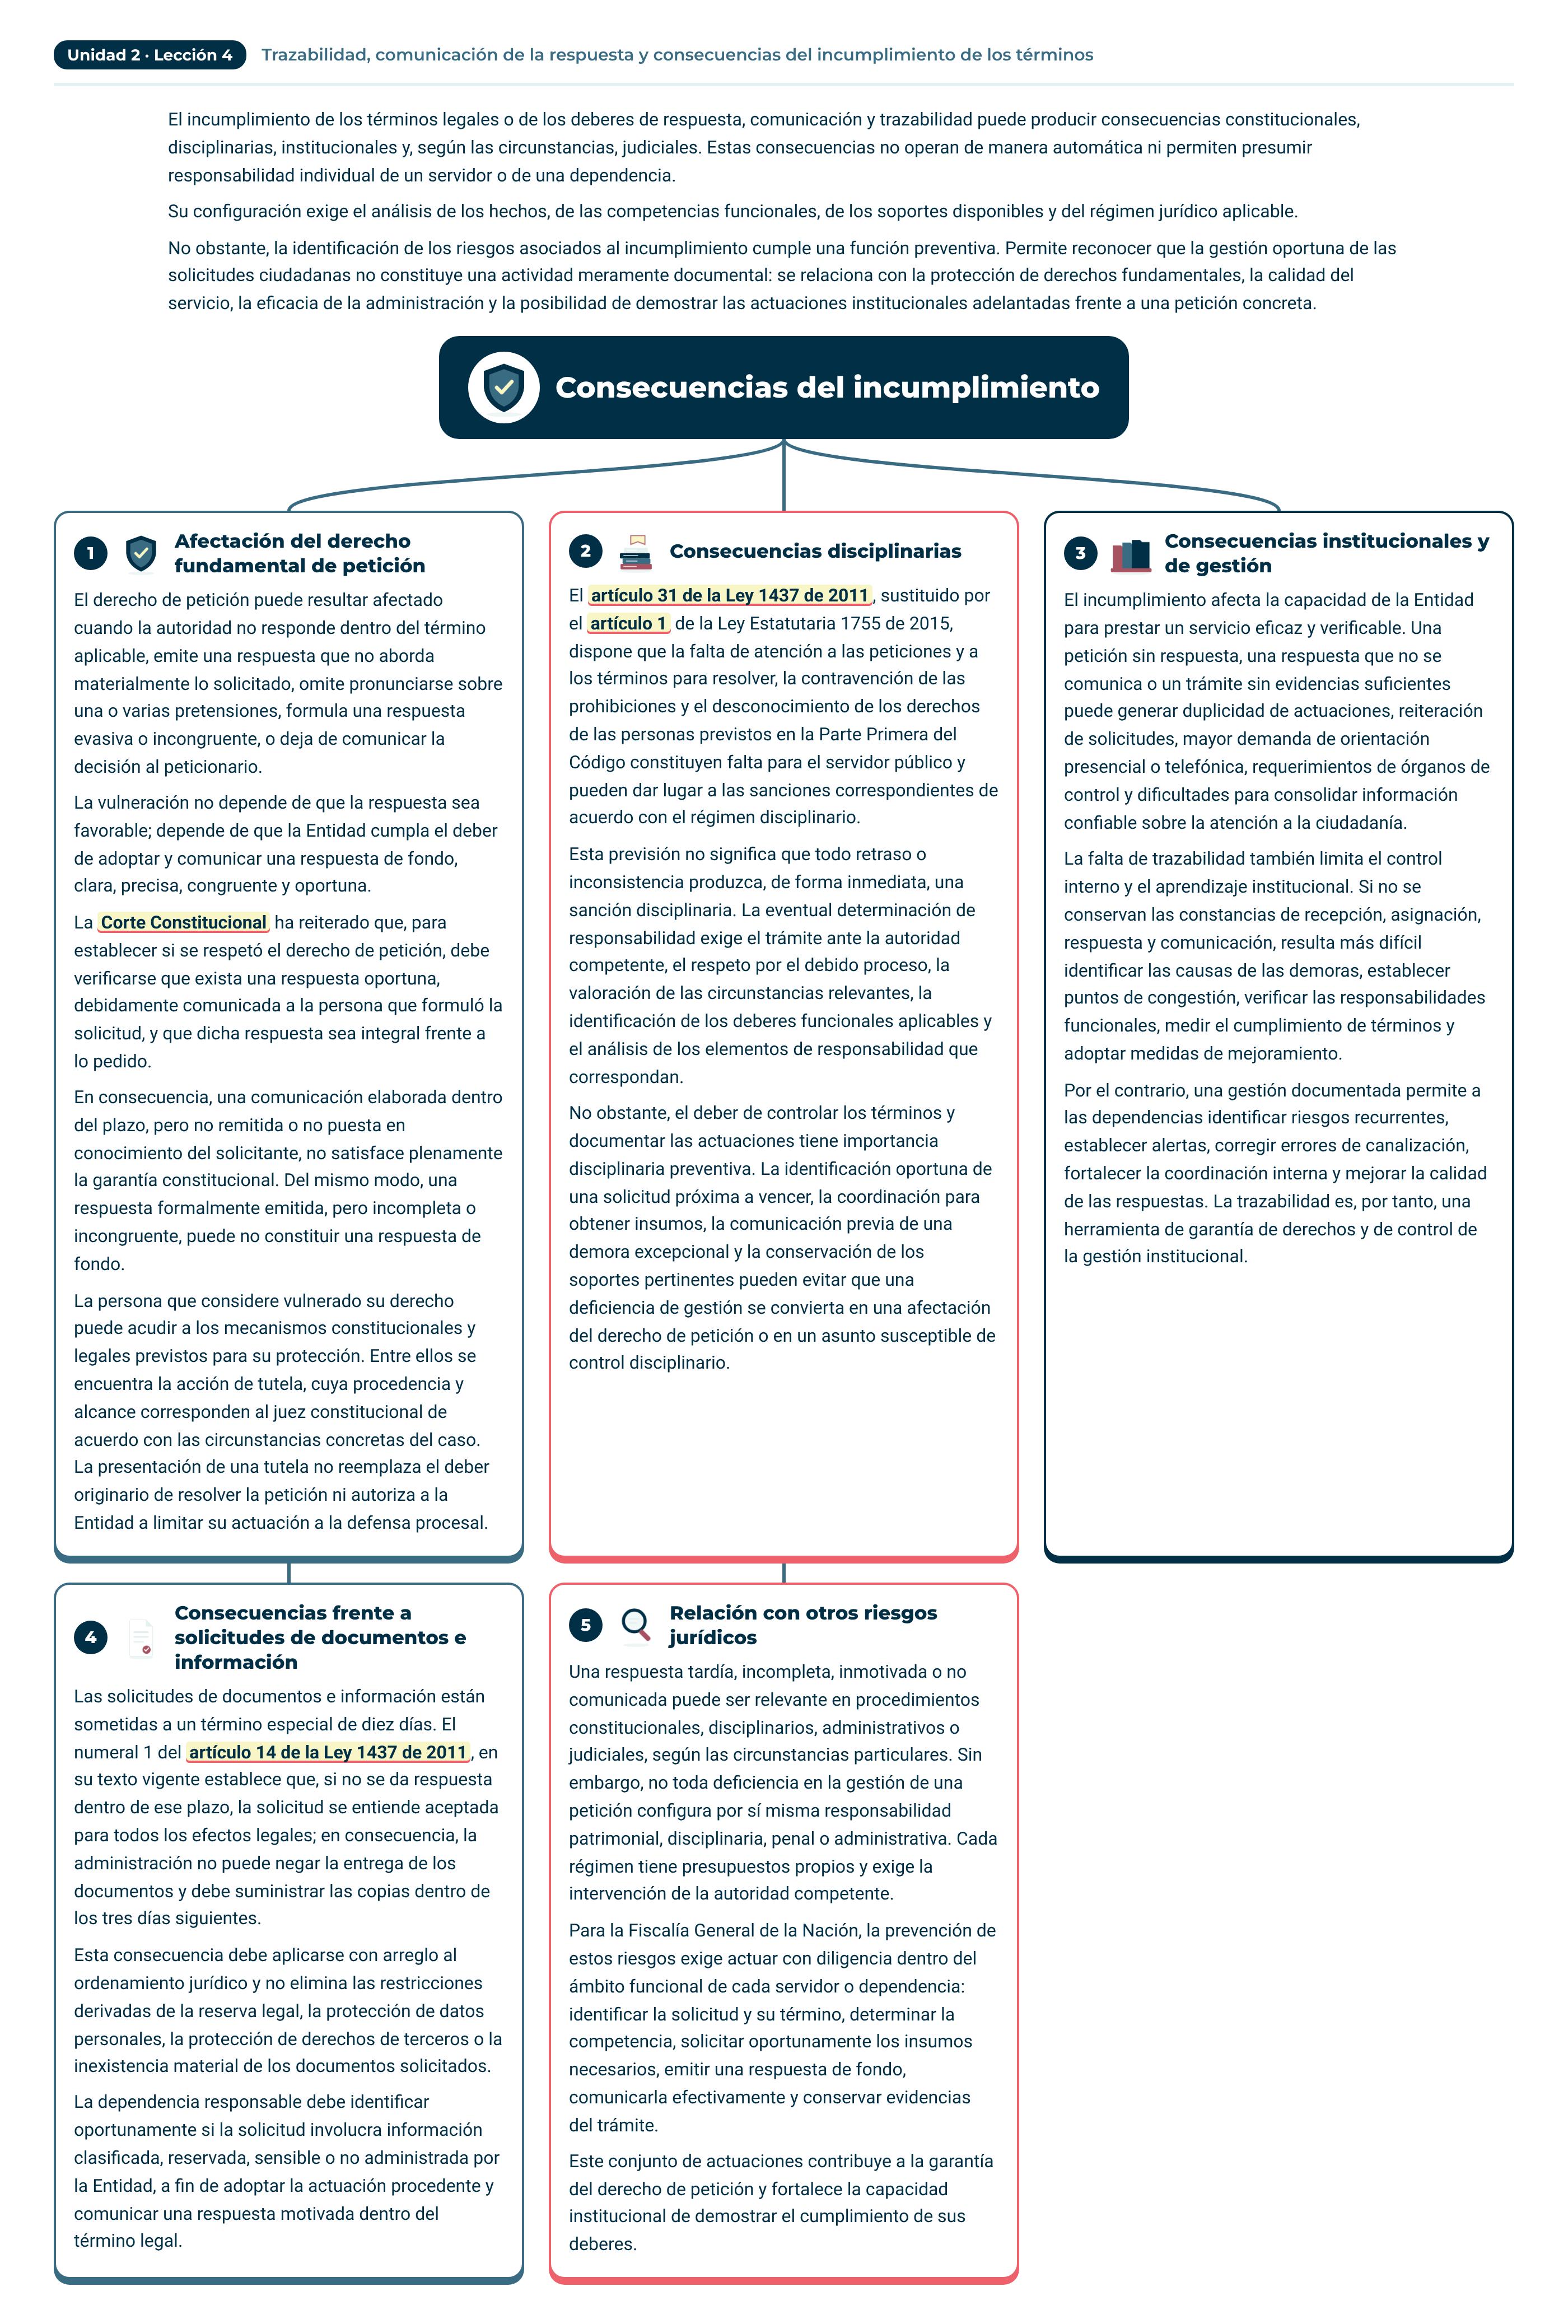 Unidad 2 · Lección 4
Trazabilidad, comunicación de la respuesta y consecuencias del incumplimiento de los términos
El incumplimiento de los términos legales o de los deberes de respuesta, comunicación y trazabilidad puede producir consecuencias constitucionales,
disciplinarias, institucionales y, según las circunstancias, judiciales. Estas consecuencias no operan de manera automática ni permiten presumir
responsabilidad individual de un servidor o de una dependencia.
Su configuración exige el análisis de los hechos, de las competencias funcionales, de los soportes disponibles y del régimen jurídico aplicable.
No obstante, la identificación de los riesgos asociados al incumplimiento cumple una función preventiva. Permite reconocer que la gestión oportuna de las
solicitudes ciudadanas no constituye una actividad meramente documental: se relaciona con la protección de derechos fundamentales, la calidad del
servicio, la eficacia de la administración y la posibilidad de demostrar las actuaciones institucionales adelantadas frente a una petición concreta.
Consecuencias del incumplimiento
1
Afectación del derecho
fundamental de petición
El derecho de petición puede resultar afectado
cuando la autoridad no responde dentro del término
aplicable, emite una respuesta que no aborda
materialmente lo solicitado, omite pronunciarse sobre
una o varias pretensiones, formula una respuesta
evasiva o incongruente, o deja de comunicar la
decisión al peticionario.
La vulneración no depende de que la respuesta sea
favorable; depende de que la Entidad cumpla el deber
de adoptar y comunicar una respuesta de fondo,
clara, precisa, congruente y oportuna.
La Corte Constitucional ha reiterado que, para
establecer si se respetó el derecho de petición, debe
verificarse que exista una respuesta oportuna,
debidamente comunicada a la persona que formuló la
solicitud, y que dicha respuesta sea integral frente a
lo pedido.
En consecuencia, una comunicación elaborada dentro
del plazo, pero no remitida o no puesta en
conocimiento del solicitante, no satisface plenamente
la garantía constitucional. Del mismo modo, una
respuesta formalmente emitida, pero incompleta o
incongruente, puede no constituir una respuesta de
fondo.
La persona que considere vulnerado su derecho
puede acudir a los mecanismos constitucionales y
legales previstos para su protección. Entre ellos se
encuentra la acción de tutela, cuya procedencia y
alcance corresponden al juez constitucional de
acuerdo con las circunstancias concretas del caso.
La presentación de una tutela no reemplaza el deber
originario de resolver la petición ni autoriza a la
Entidad a limitar su actuación a la defensa procesal.
2
Consecuencias disciplinarias
El artículo 31 de la Ley 1437 de 2011, sustituido por
el artículo 1 de la Ley Estatutaria 1755 de 2015,
dispone que la falta de atención a las peticiones y a
los términos para resolver, la contravención de las
prohibiciones y el desconocimiento de los derechos
de las personas previstos en la Parte Primera del
Código constituyen falta para el servidor público y
pueden dar lugar a las sanciones correspondientes de
acuerdo con el régimen disciplinario.
Esta previsión no significa que todo retraso o
inconsistencia produzca, de forma inmediata, una
sanción disciplinaria. La eventual determinación de
responsabilidad exige el trámite ante la autoridad
competente, el respeto por el debido proceso, la
valoración de las circunstancias relevantes, la
identificación de los deberes funcionales aplicables y
el análisis de los elementos de responsabilidad que
correspondan.
No obstante, el deber de controlar los términos y
documentar las actuaciones tiene importancia
disciplinaria preventiva. La identificación oportuna de
una solicitud próxima a vencer, la coordinación para
obtener insumos, la comunicación previa de una
demora excepcional y la conservación de los
soportes pertinentes pueden evitar que una
deficiencia de gestión se convierta en una afectación
del derecho de petición o en un asunto susceptible de
control disciplinario.
3
Consecuencias institucionales y
de gestión
El incumplimiento afecta la capacidad de la Entidad
para prestar un servicio eficaz y verificable. Una
petición sin respuesta, una respuesta que no se
comunica o un trámite sin evidencias suficientes
puede generar duplicidad de actuaciones, reiteración
de solicitudes, mayor demanda de orientación
presencial o telefónica, requerimientos de órganos de
control y dificultades para consolidar información
confiable sobre la atención a la ciudadanía.
La falta de trazabilidad también limita el control
interno y el aprendizaje institucional. Si no se
conservan las constancias de recepción, asignación,
respuesta y comunicación, resulta más difícil
identificar las causas de las demoras, establecer
puntos de congestión, verificar las responsabilidades
funcionales, medir el cumplimiento de términos y
adoptar medidas de mejoramiento.
Por el contrario, una gestión documentada permite a
las dependencias identificar riesgos recurrentes,
establecer alertas, corregir errores de canalización,
fortalecer la coordinación interna y mejorar la calidad
de las respuestas. La trazabilidad es, por tanto, una
herramienta de garantía de derechos y de control de
la gestión institucional.
4
Consecuencias frente a
solicitudes de documentos e
información
Las solicitudes de documentos e información están
sometidas a un término especial de diez días. El
numeral 1 del artículo 14 de la Ley 1437 de 2011, en
su texto vigente establece que, si no se da respuesta
dentro de ese plazo, la solicitud se entiende aceptada
para todos los efectos legales; en consecuencia, la
administración no puede negar la entrega de los
documentos y debe suministrar las copias dentro de
los tres días siguientes.
Esta consecuencia debe aplicarse con arreglo al
ordenamiento jurídico y no elimina las restricciones
derivadas de la reserva legal, la protección de datos
personales, la protección de derechos de terceros o la
inexistencia material de los documentos solicitados.
La dependencia responsable debe identificar
oportunamente si la solicitud involucra información
clasificada, reservada, sensible o no administrada por
la Entidad, a fin de adoptar la actuación procedente y
comunicar una respuesta motivada dentro del
término legal.
5
Relación con otros riesgos
jurídicos
Una respuesta tardía, incompleta, inmotivada o no
comunicada puede ser relevante en procedimientos
constitucionales, disciplinarios, administrativos o
judiciales, según las circunstancias particulares. Sin
embargo, no toda deficiencia en la gestión de una
petición configura por sí misma responsabilidad
patrimonial, disciplinaria, penal o administrativa. Cada
régimen tiene presupuestos propios y exige la
intervención de la autoridad competente.
Para la Fiscalía General de la Nación, la prevención de
estos riesgos exige actuar con diligencia dentro del
ámbito funcional de cada servidor o dependencia:
identificar la solicitud y su término, determinar la
competencia, solicitar oportunamente los insumos
necesarios, emitir una respuesta de fondo,
comunicarla efectivamente y conservar evidencias
del trámite.
Este conjunto de actuaciones contribuye a la garantía
del derecho de petición y fortalece la capacidad
institucional de demostrar el cumplimiento de sus
deberes.